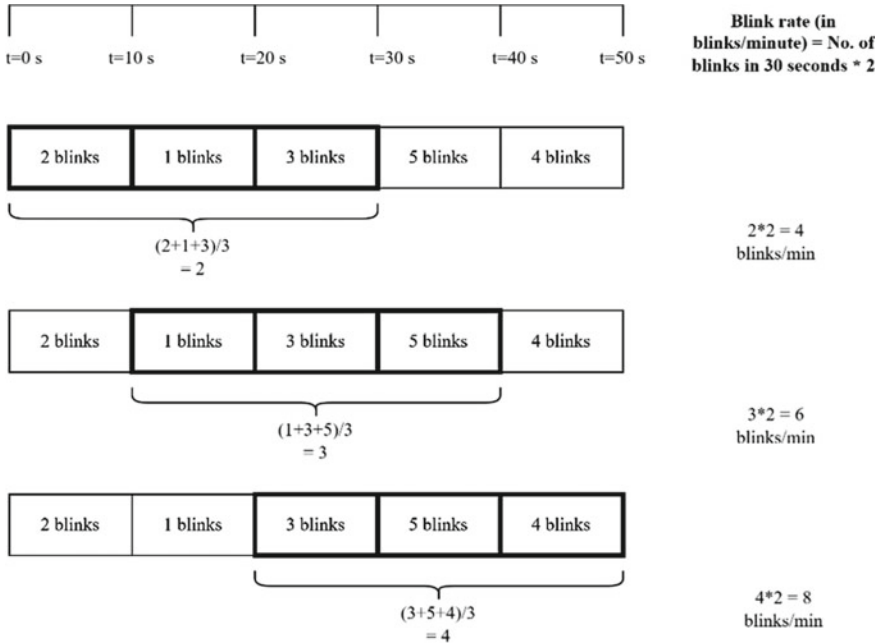 Blink rate (in
blinks/minute) = No. of
blinks in 30 seconds * 2
t=0 s t=10 s t=20 s t=30 s t=40 s t=50 s
2 blinks 1 blinks 3 blinks 5 blinks 4 blinks
(2+1+3)/3
= 2
2*2 = 4
blinks/min
2 blinks 1 blinks 3 blinks 5 blinks 4 blinks
(1+3+5)/3
= 3
3*2 = 6
blinks/min
2 blinks 1 blinks 3 blinks 5 blinks 4 blinks
(3+5+4)/3
= 4
4*2 = 8
blinks/min